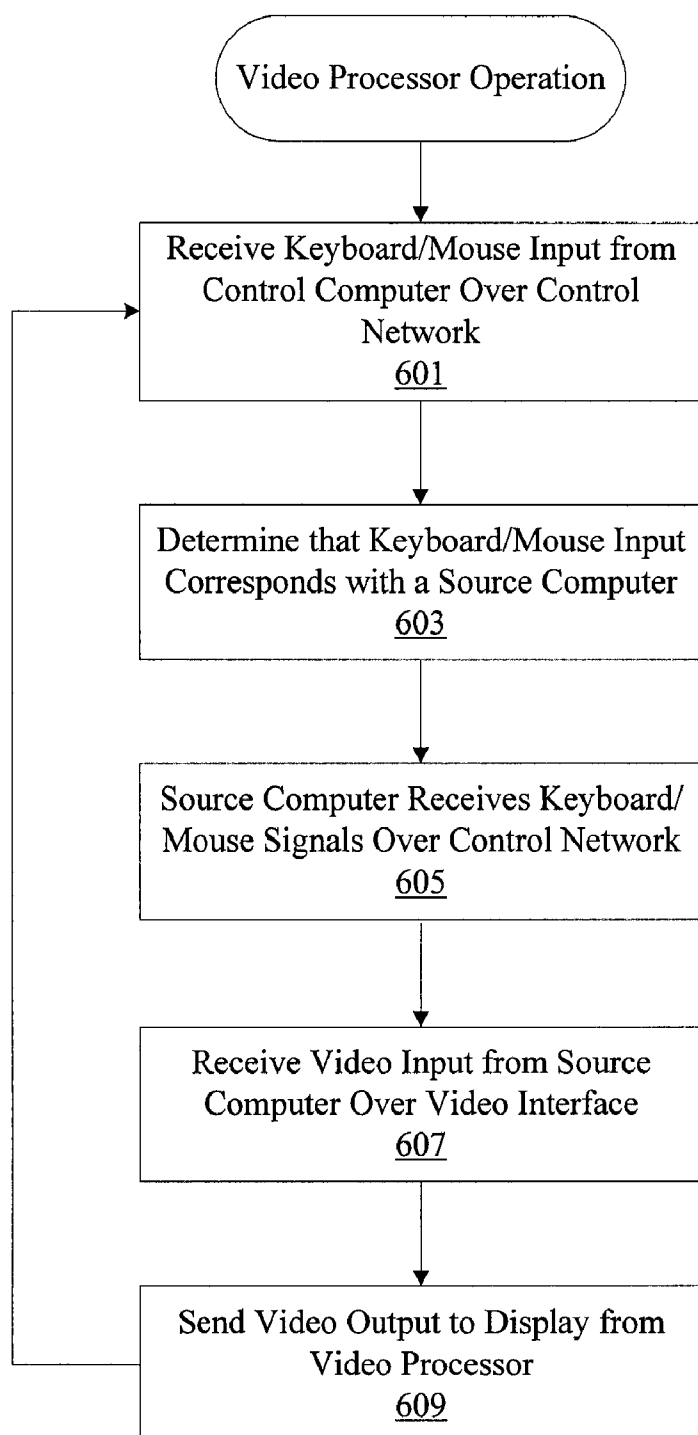 Video Processor Operation
Receive Keyboard/Mouse Input from
Control Computer Over Control
Network
601
Determine that Keyboard/Mouse Input
Corresponds with a Source Computer
603
Source Computer Receives Keyboard/
Mouse Signals Over Control Network
605
Receive Video Input from Source
Computer Over Video Interface
607
Send Video Output to Display from
Video Processor
609